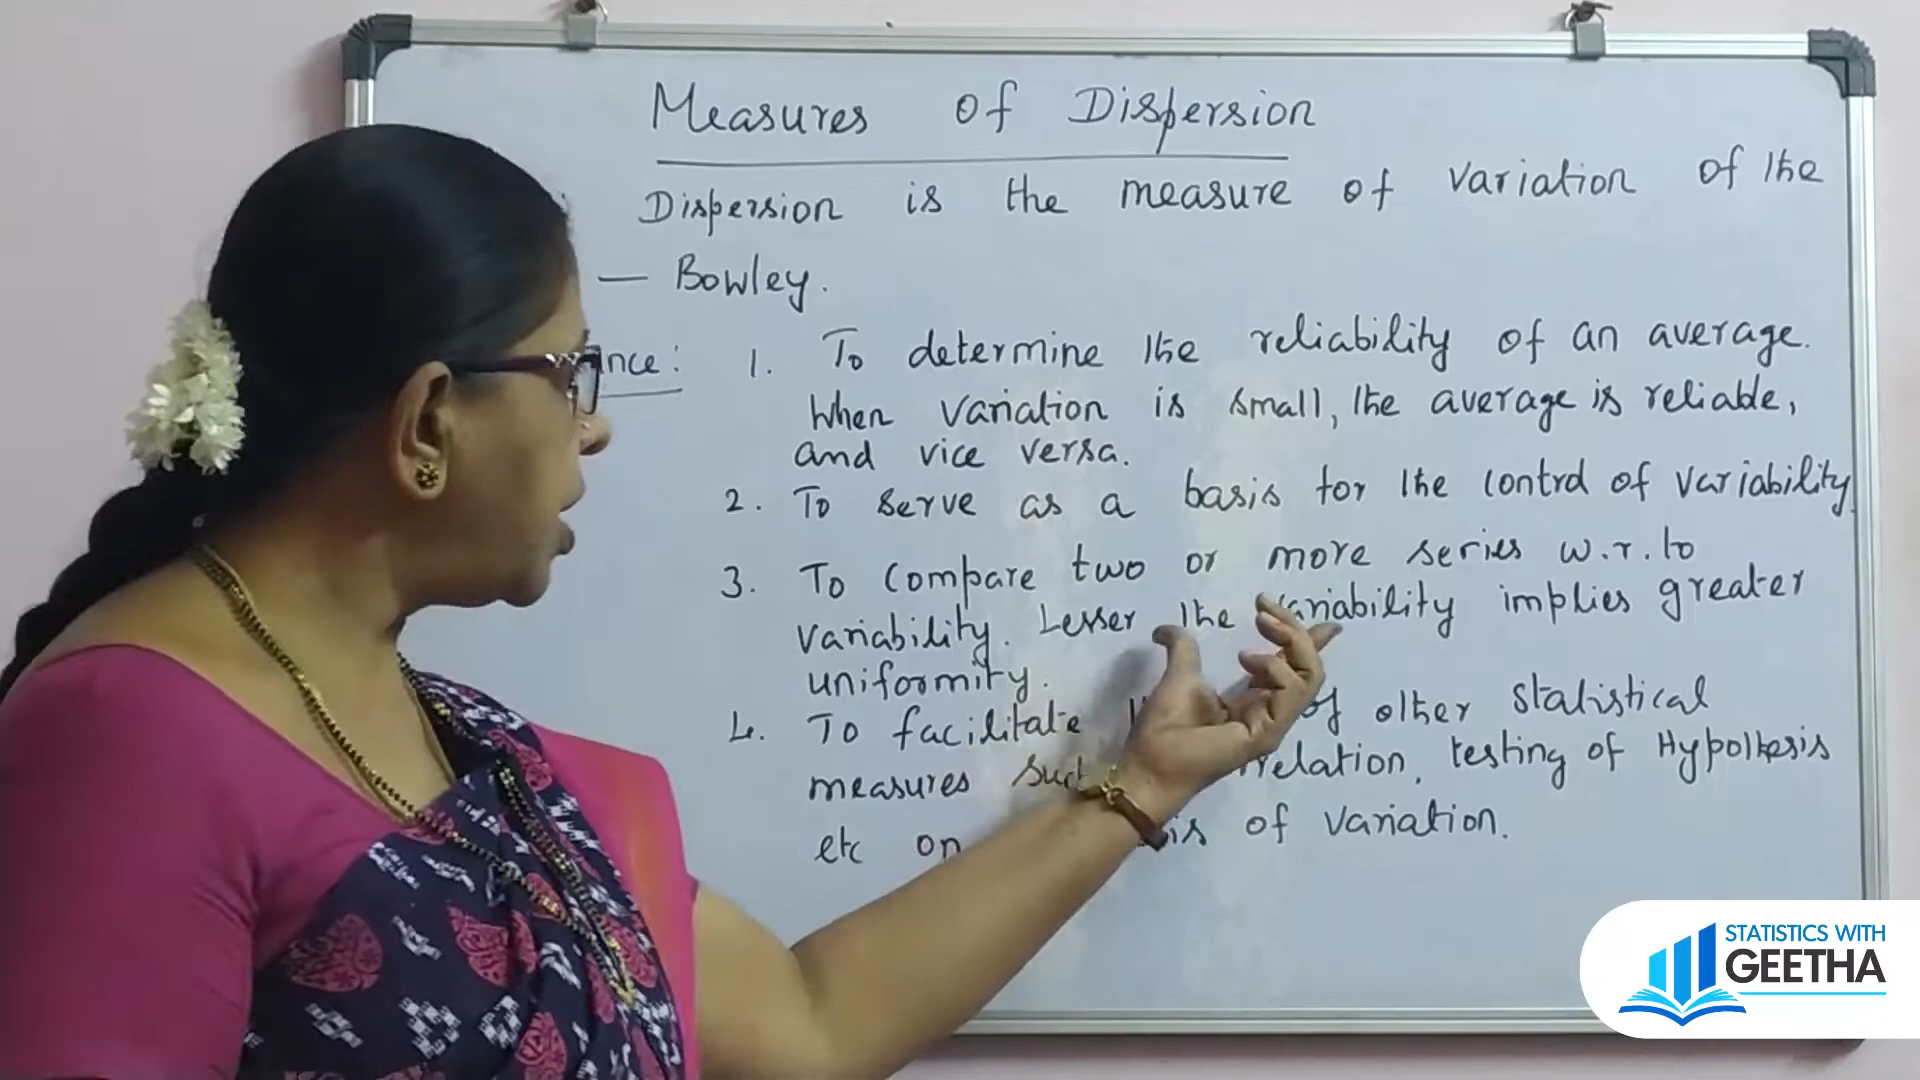 Measures of Dispersion
Dispersion is the measure of variation of the
— Bowley.
nce: 1. To determine the reliability of an average.
When variation is small, the average is reliable,
and vice versa.
2. To serve as a basis for the control of variability.
3. To compare two or more series w.r.to
variability. Lesser the variability implies greater
uniformity.
4. To facilitate of other statistical
measures relation, testing of Hypothesis
etc on of variation.
STATISTICS WITH
GEETHA